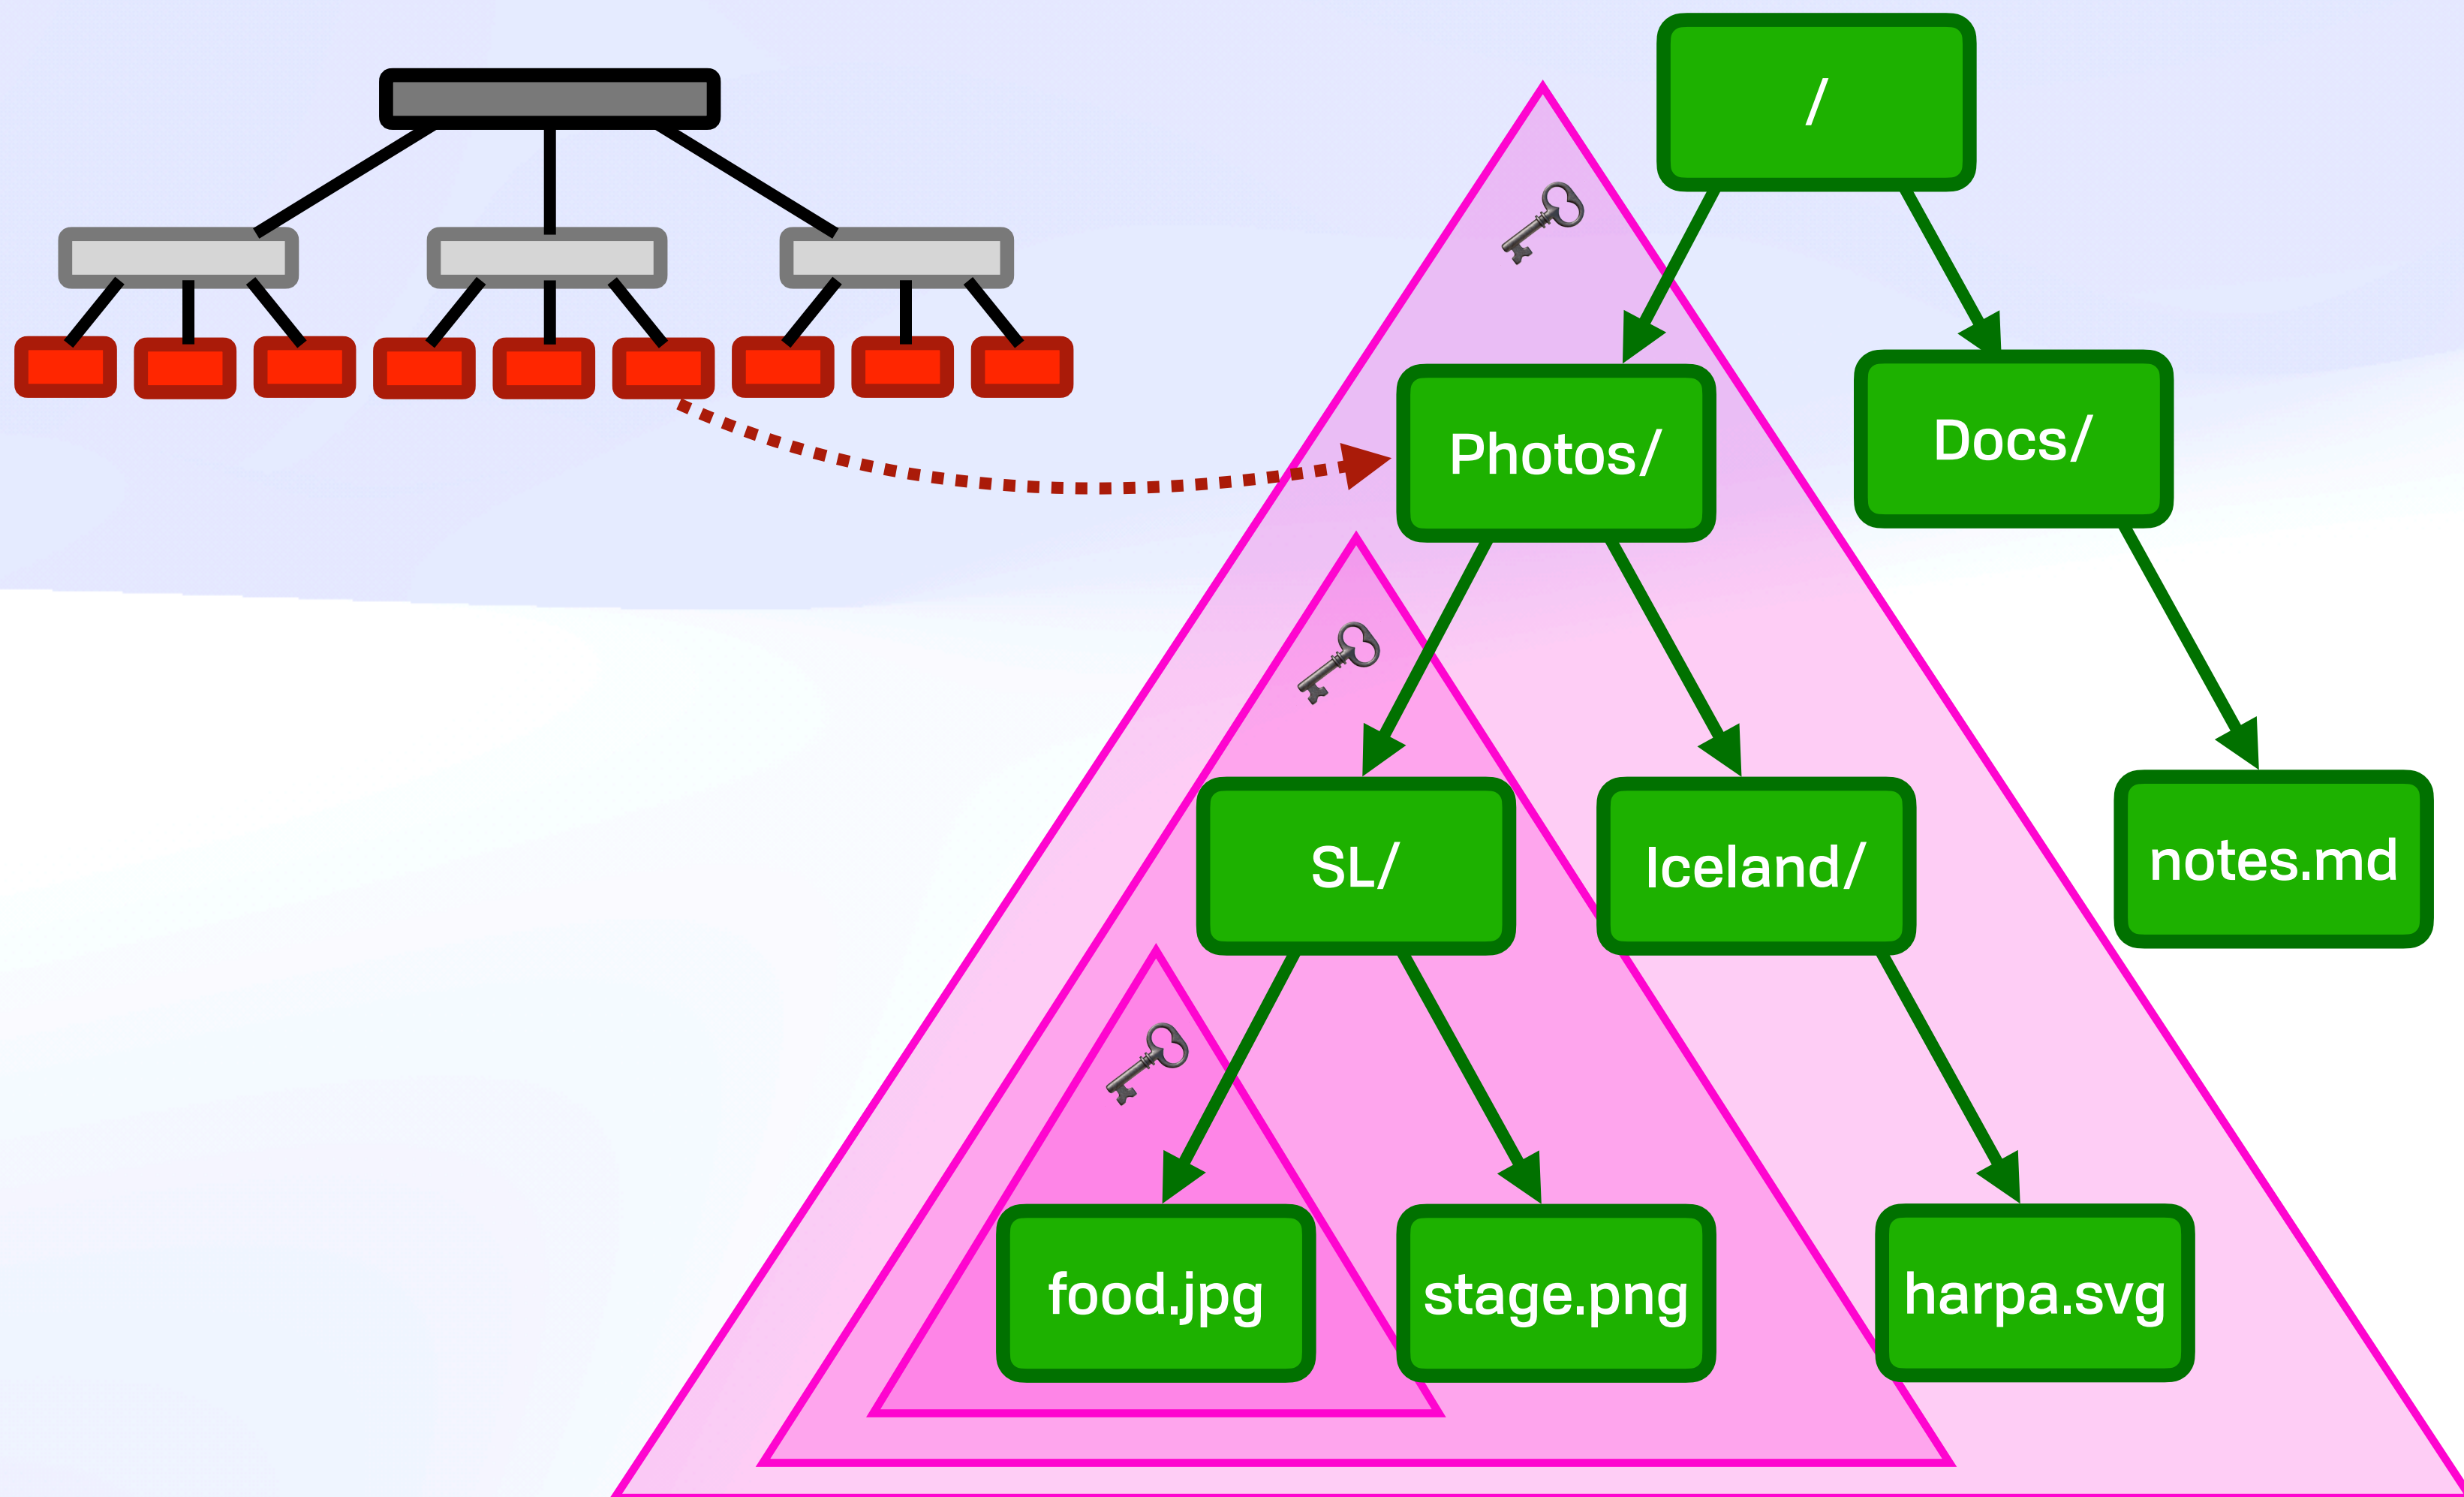 /
Photos/
Docs/
SL/
Iceland/
notes.md
food.jpg
stage.png
harpa.svg